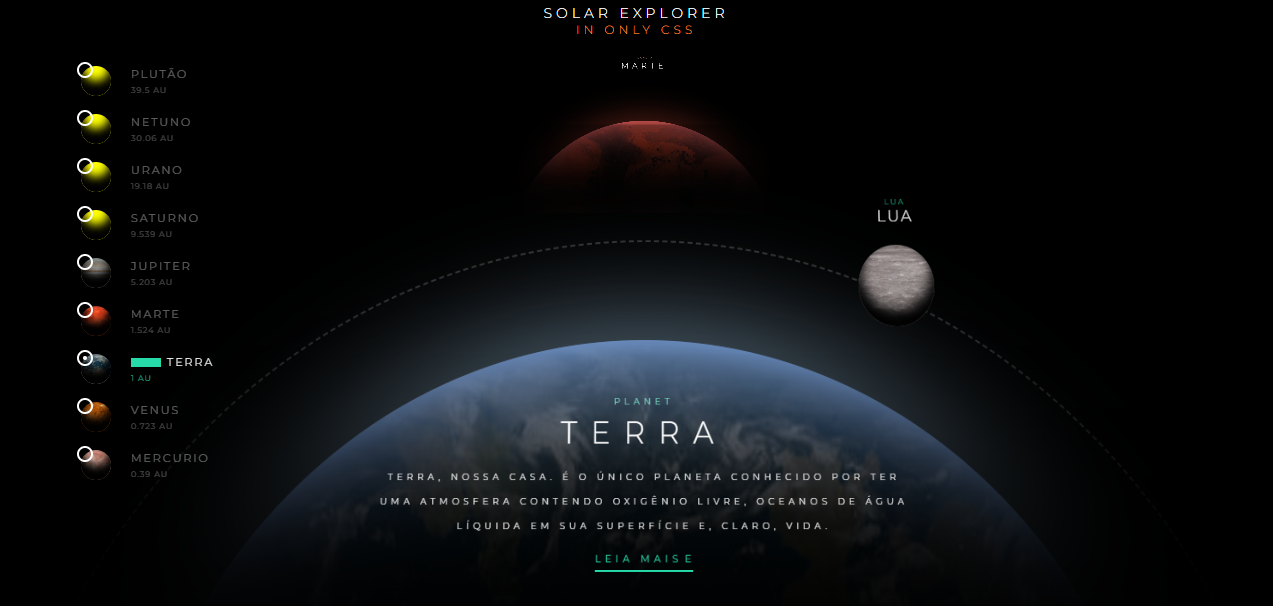 SOLAR EXPLORER
IN ONLY CSS
MARTE
PLUTÃO
39.5 AU
NETUNO
30.06 AU
URANO
19.18 AU
SATURNO
9.539 AU
JUPITER
5.203 AU
MARTE
1.524 AU
TERRA
1 AU
VENUS
0.723 AU
MERCURIO
0.39 AU
LUA
LUA
PLANET
TERRA
TERRA, NOSSA CASA. É O ÚNICO PLANETA CONHECIDO POR TER
UMA ATMOSFERA CONTENDO OXIGÊNIO LIVRE, OCEANOS DE ÁGUA
LÍQUIDA EM SUA SUPERFÍCIE E, CLARO, VIDA.
LEIA MAIS E